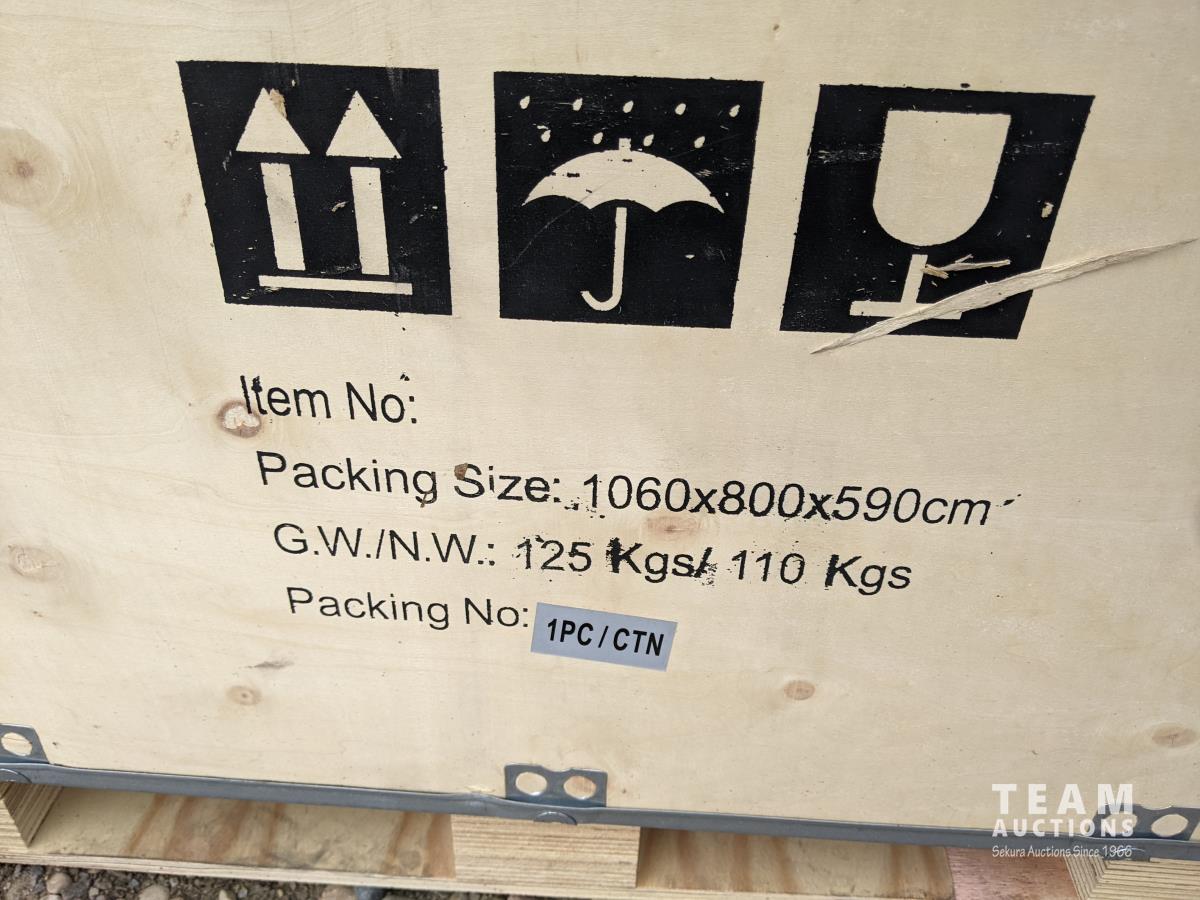 Item No:
Packing Size: 1060x800x590cm
G.W./N.W.: 125 Kgs/ 110 Kgs
Packing No: 1PC/CTN
TEAM
AUCTIONS
Sekura Auctions Since 1966